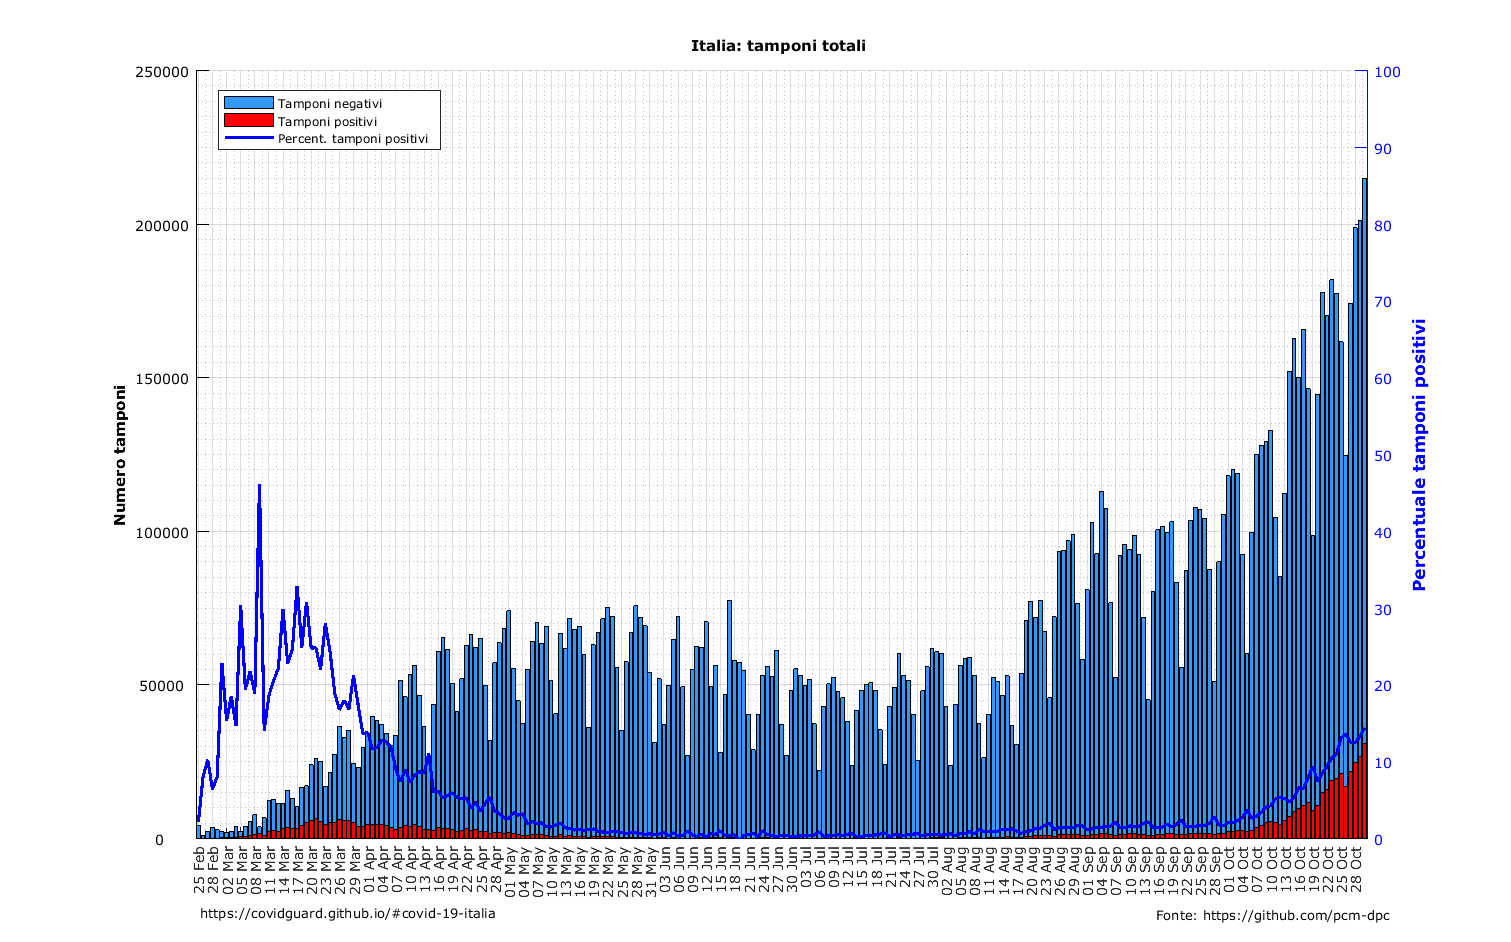 Italia: tamponi totali
250000
200000
150000
100000
50000
0
Numero tamponi
Tamponi negativi
Tamponi positivi
Percent. tamponi positivi
100
90
80
70
60
50
40
30
20
10
0
Percentuale tamponi positivi
25 Feb
28 Feb
02 Mar
05 Mar
08 Mar
11 Mar
14 Mar
17 Mar
20 Mar
23 Mar
26 Mar
29 Mar
01 Apr
04 Apr
07 Apr
10 Apr
13 Apr
16 Apr
19 Apr
22 Apr
25 Apr
28 Apr
01 May
04 May
07 May
10 May
13 May
16 May
19 May
22 May
25 May
28 May
31 May
03 Jun
06 Jun
09 Jun
12 Jun
15 Jun
18 Jun
21 Jun
24 Jun
27 Jun
30 Jun
03 Jul
06 Jul
09 Jul
12 Jul
15 Jul
18 Jul
21 Jul
24 Jul
27 Jul
30 Jul
02 Aug
05 Aug
08 Aug
11 Aug
14 Aug
17 Aug
20 Aug
23 Aug
26 Aug
29 Aug
01 Sep
04 Sep
07 Sep
10 Sep
13 Sep
16 Sep
19 Sep
22 Sep
25 Sep
28 Sep
01 Oct
04 Oct
07 Oct
10 Oct
13 Oct
16 Oct
19 Oct
22 Oct
25 Oct
28 Oct
https://covidguard.github.io/#covid-19-italia
Fonte: https://github.com/pcm-dpc